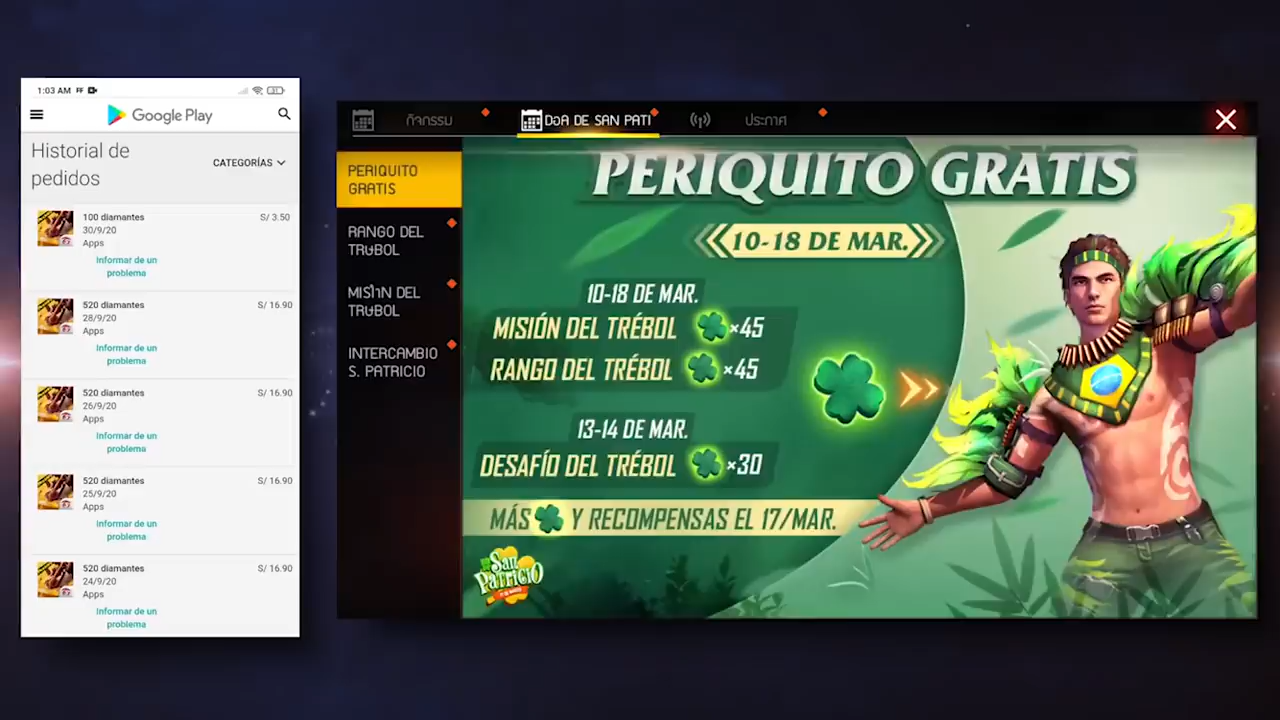 1:03 AM FF
Google Play
Historial de
pedidos
CATEGORÍAS
100 diamantes
S/ 3.50
30/9/20
Apps
Informar de un
problema
520 diamantes
S/ 16.90
28/9/20
Apps
Informar de un
problema
520 diamantes
S/ 16.90
26/9/20
Apps
Informar de un
problema
520 diamantes
S/ 16.90
25/9/20
Apps
Informar de un
problema
520 diamantes
S/ 16.90
24/9/20
Apps
Informar de un
problema
กิจกรรม
DɔA DE SAN PATI
ประกาศ
PERIQUITO
GRATIS
RANGO DEL
INTERCAMBIO
S. PATRICIO
PERIQUITO GRATIS
10-18 DE MAR.
10-18 DE MAR.
MISIÓN DEL TRÉBOL ×45
RANGO DEL TRÉBOL ×45
13-14 DE MAR.
DESAFÍO DEL TRÉBOL ×30
MÁS Y RECOMPENSAS EL 17/MAR.
San
Patricio